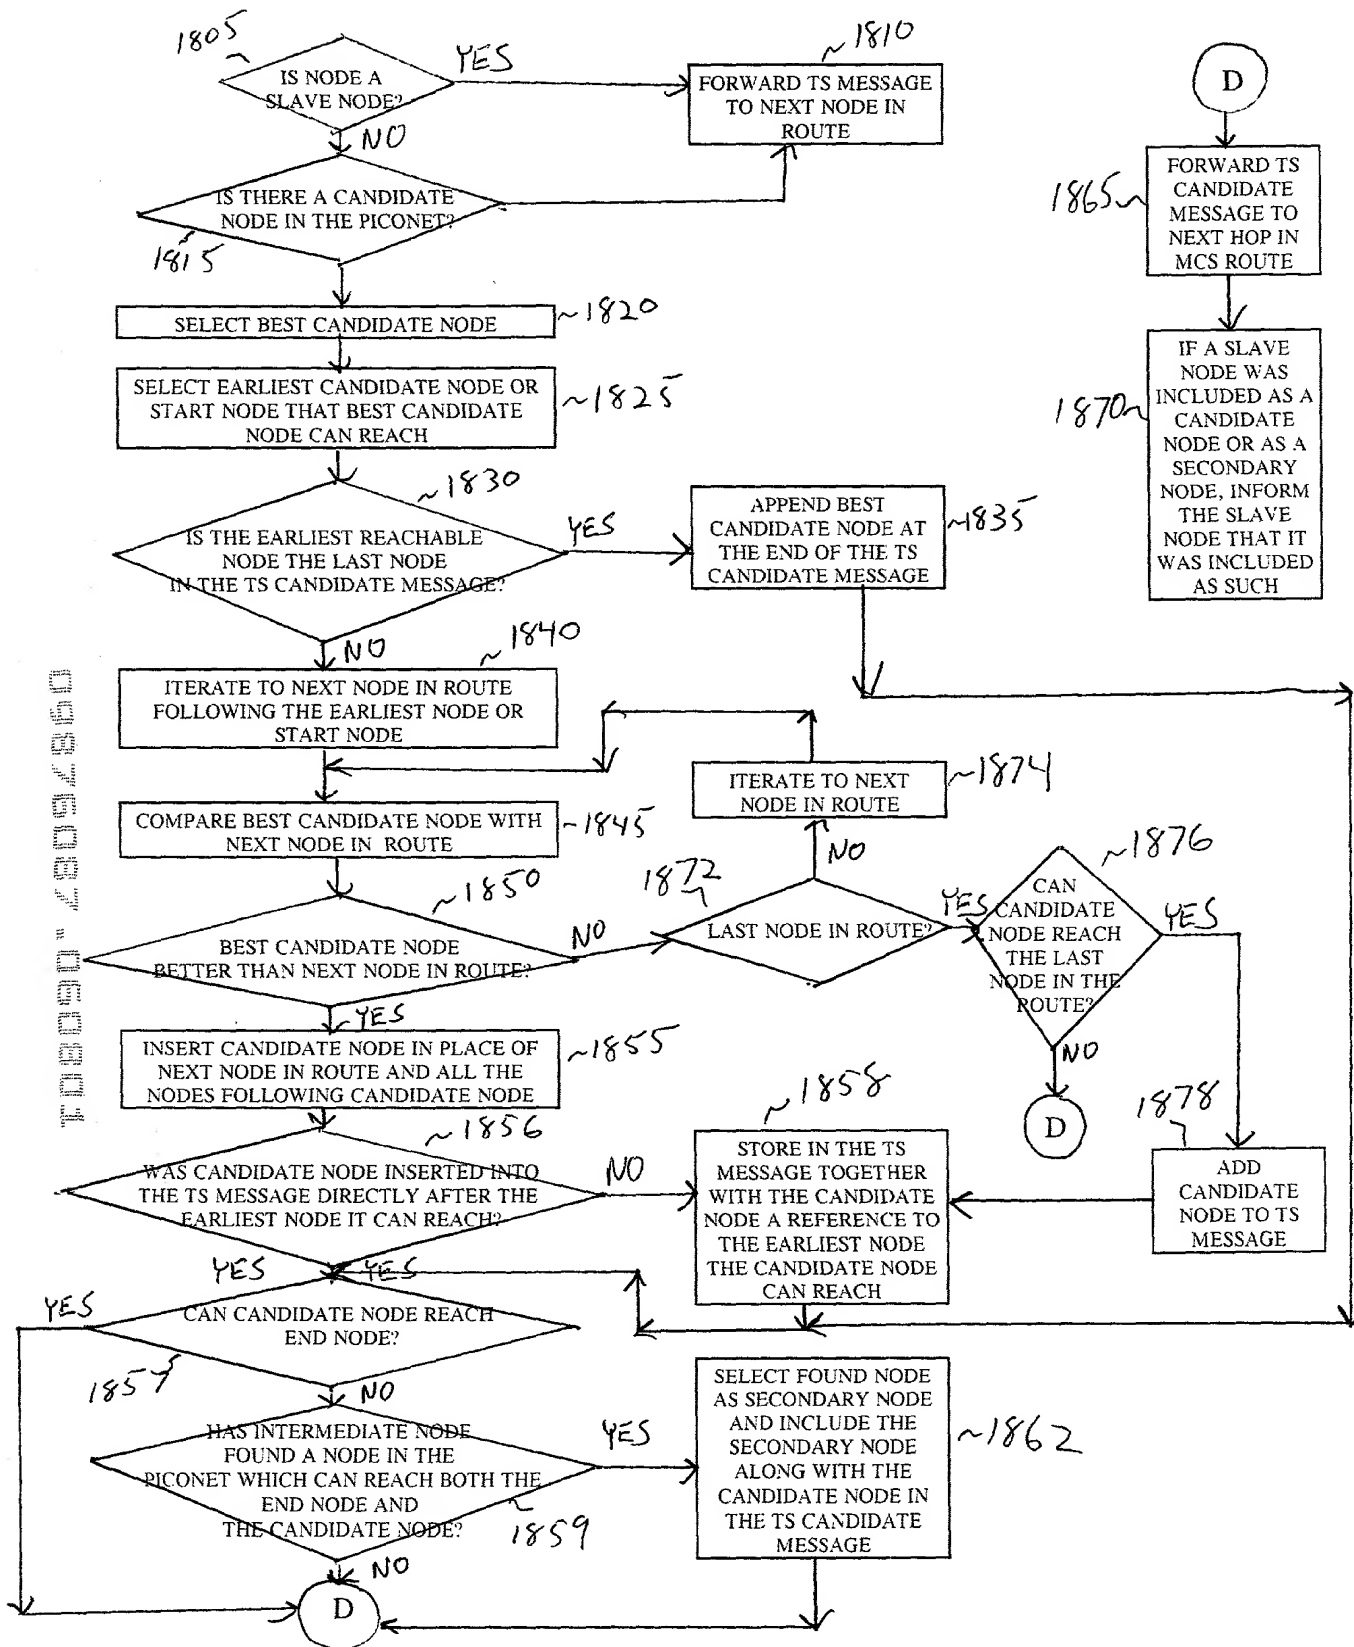 1805
IS NODE A
SLAVE NODE?
YES
~1810
FORWARD TS MESSAGE
TO NEXT NODE IN
ROUTE
NO
IS THERE A CANDIDATE
NODE IN THE PICONET?
1815
~1820
SELECT BEST CANDIDATE NODE
SELECT EARLIEST CANDIDATE NODE OR
START NODE THAT BEST CANDIDATE
NODE CAN REACH
~1825
~1830
IS THE EARLIEST REACHABLE
NODE THE LAST NODE
IN THE TS CANDIDATE MESSAGE?
YES
APPEND BEST
CANDIDATE NODE AT
THE END OF THE TS
CANDIDATE MESSAGE
~1835
NO
1840
ITERATE TO NEXT NODE IN ROUTE
FOLLOWING THE EARLIEST NODE OR
START NODE
ITERATE TO NEXT
NODE IN ROUTE
~1874
COMPARE BEST CANDIDATE NODE WITH
NEXT NODE IN ROUTE
~1845
NO
~1850
BEST CANDIDATE NODE
BETTER THAN NEXT NODE IN ROUTE?
NO
1872
LAST NODE IN ROUTE?
YES
~1876
CAN
CANDIDATE
NODE REACH
THE LAST
NODE IN THE
ROUTE?
YES
NO
D
YES
INSERT CANDIDATE NODE IN PLACE OF
NEXT NODE IN ROUTE AND ALL THE
NODES FOLLOWING CANDIDATE NODE
~1855
~1856
WAS CANDIDATE NODE INSERTED INTO
THE TS MESSAGE DIRECTLY AFTER THE
EARLIEST NODE IT CAN REACH?
NO
~1858
STORE IN THE TS
MESSAGE TOGETHER
WITH THE CANDIDATE
NODE A REFERENCE TO
THE EARLIEST NODE
THE CANDIDATE NODE
CAN REACH
1878
ADD
CANDIDATE
NODE TO TS
MESSAGE
YES
YES
YES
CAN CANDIDATE NODE REACH
END NODE?
1857
NO
HAS INTERMEDIATE NODE
FOUND A NODE IN THE
PICONET WHICH CAN REACH BOTH THE
END NODE AND
THE CANDIDATE NODE?
1859
YES
SELECT FOUND NODE
AS SECONDARY NODE
AND INCLUDE THE
SECONDARY NODE
ALONG WITH THE
CANDIDATE NODE IN
THE TS CANDIDATE
MESSAGE
~1862
NO
D
D
1865~
FORWARD TS
CANDIDATE
MESSAGE TO
NEXT HOP IN
MCS ROUTE
1870~
IF A SLAVE
NODE WAS
INCLUDED AS A
CANDIDATE
NODE OR AS A
SECONDARY
NODE, INFORM
THE SLAVE
NODE THAT IT
WAS INCLUDED
AS SUCH
09876087.060801